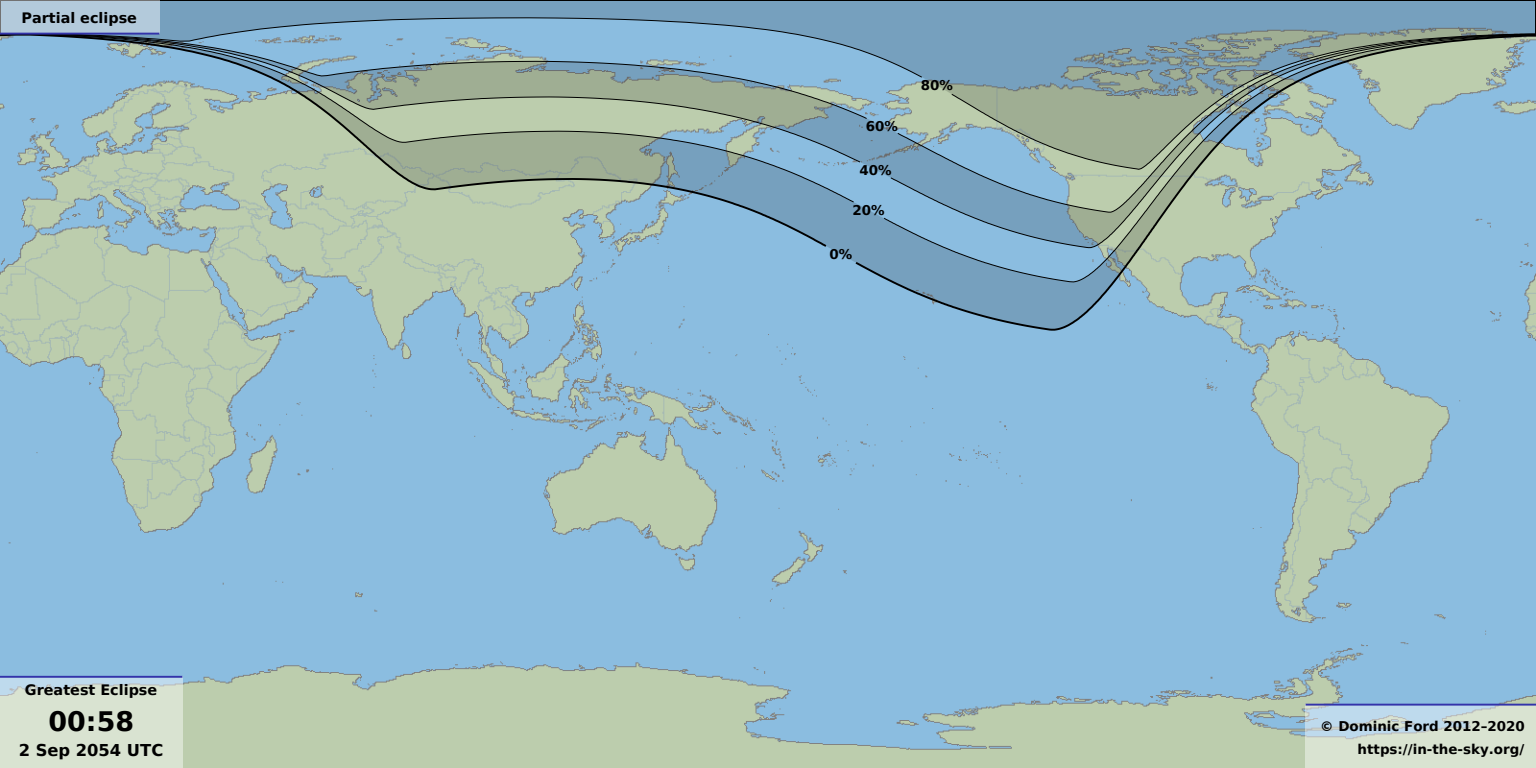 Partial eclipse
80%
60%
40%
20%
0%
Greatest Eclipse
00:58
2 Sep 2054 UTC
© Dominic Ford 2012–2020
https://in-the-sky.org/